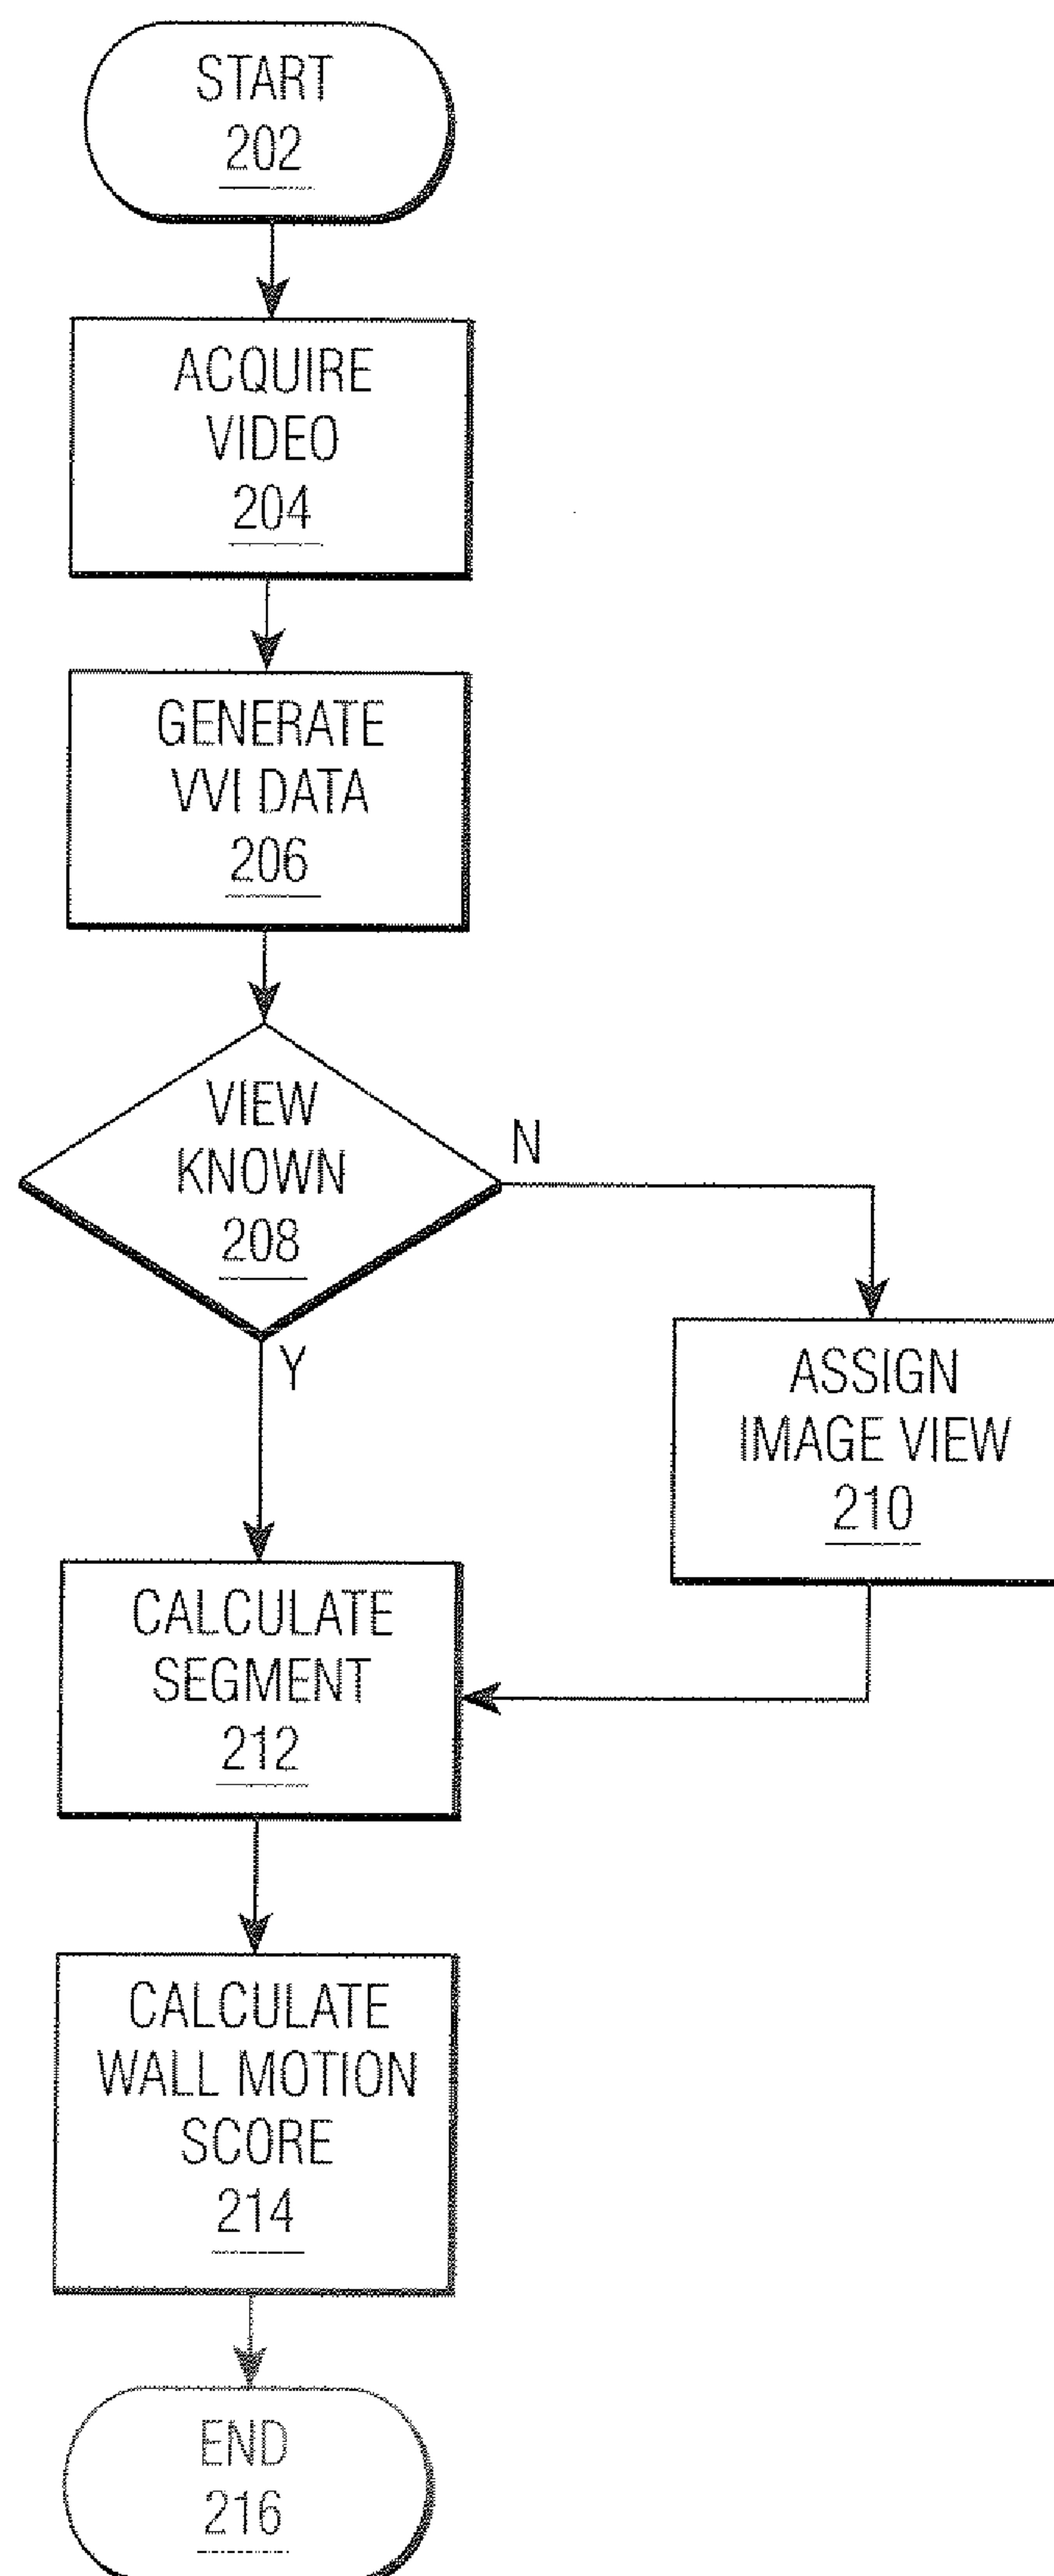 START
202
ACQUIRE
VIDEO
204
GENERATE
VVI DATA
206
VIEW
KNOWN
208
N
Y
ASSIGN
IMAGE VIEW
210
CALCULATE
SEGMENT
212
CALCULATE
WALL MOTION
SCORE
214
END
216